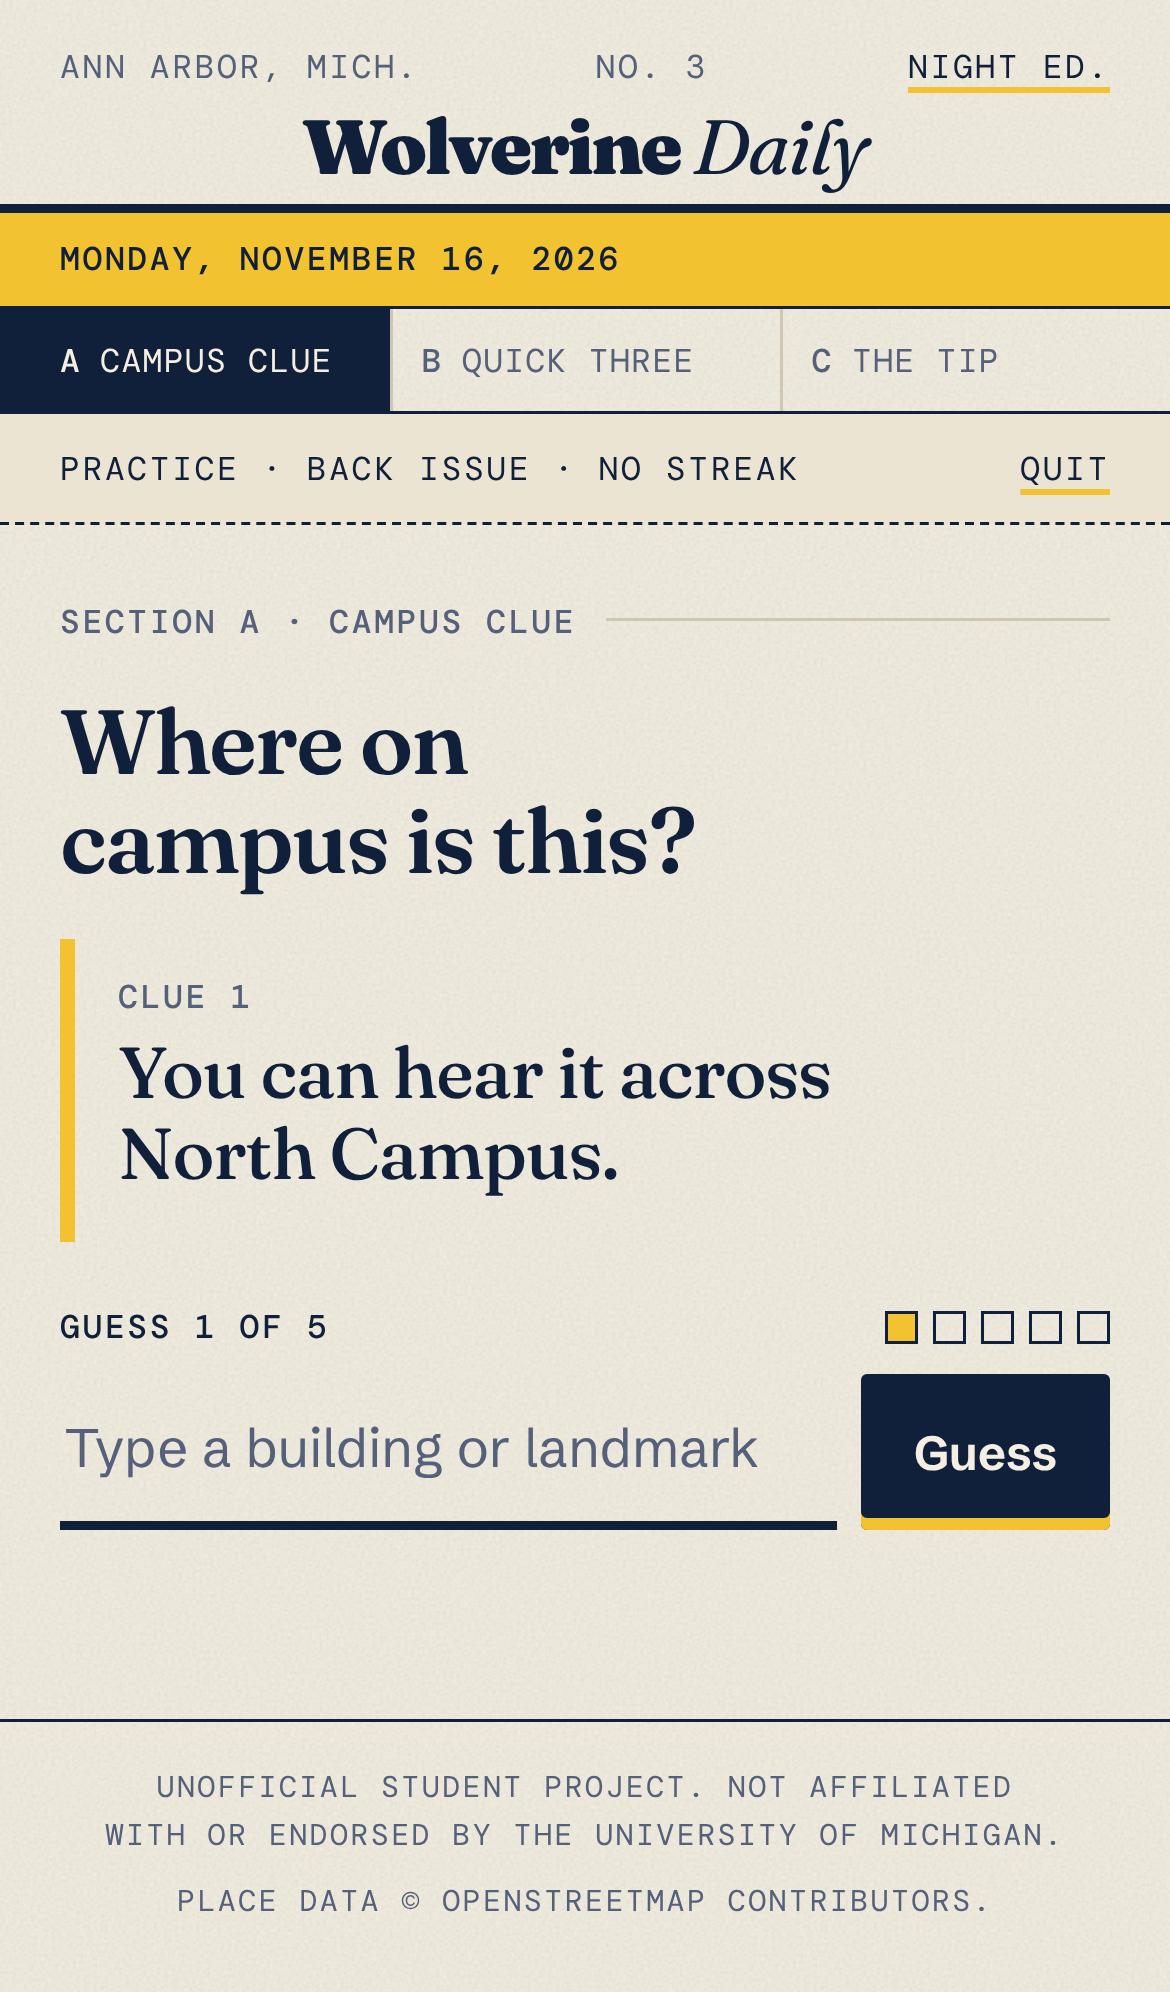 ANN ARBOR, MICH. NO. 3 NIGHT ED.
Wolverine Daily
MONDAY, NOVEMBER 16, 2026
A CAMPUS CLUE B QUICK THREE C THE TIP
PRACTICE · BACK ISSUE · NO STREAK QUIT
SECTION A · CAMPUS CLUE
Where on
campus is this?
CLUE 1
You can hear it across
North Campus.
GUESS 1 OF 5
Type a building or landmark Guess
UNOFFICIAL STUDENT PROJECT. NOT AFFILIATED
WITH OR ENDORSED BY THE UNIVERSITY OF MICHIGAN.
PLACE DATA © OPENSTREETMAP CONTRIBUTORS.